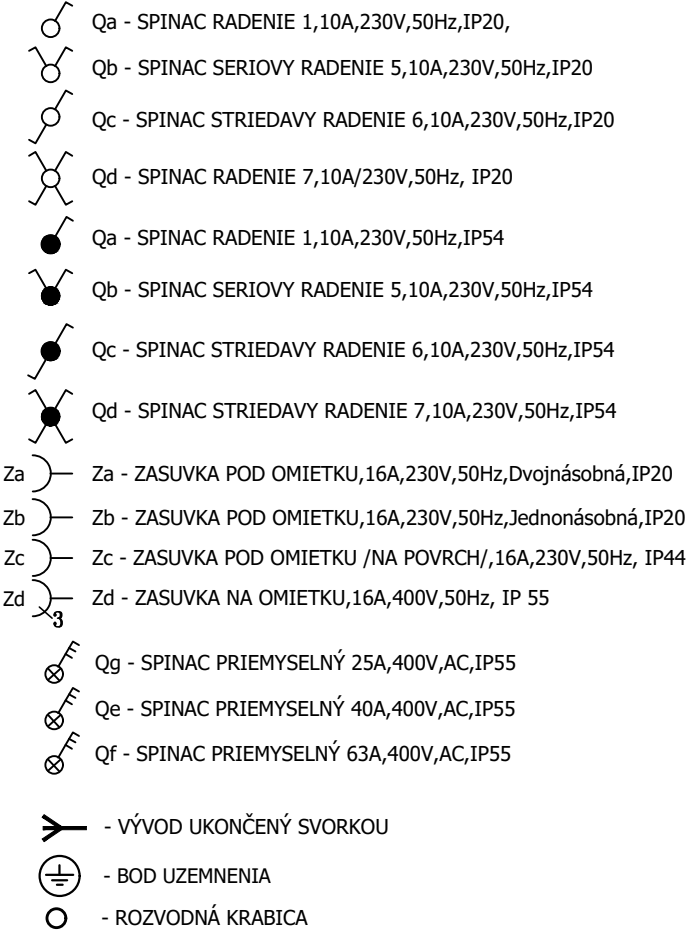 Qa - SPINAC RADENIE 1,10A,230V,50Hz,IP20,
Qb - SPINAC SERIOVY RADENIE 5,10A,230V,50Hz,IP20
Qc - SPINAC STRIEDAVY RADENIE 6,10A,230V,50Hz,IP20
Qd - SPINAC RADENIE 7,10A/230V,50Hz, IP20
Qa - SPINAC RADENIE 1,10A,230V,50Hz,IP54
Qb - SPINAC SERIOVY RADENIE 5,10A,230V,50Hz,IP54
Qc - SPINAC STRIEDAVY RADENIE 6,10A,230V,50Hz,IP54
Qd - SPINAC STRIEDAVY RADENIE 7,10A,230V,50Hz,IP54
Za Za - ZASUVKA POD OMIETKU,16A,230V,50Hz,Dvojnásobná,IP20
Zb Zb - ZASUVKA POD OMIETKU,16A,230V,50Hz,Jednonásobná,IP20
Zc Zc - ZASUVKA POD OMIETKU /NA POVRCH/,16A,230V,50Hz, IP44
Zd Zd - ZASUVKA NA OMIETKU,16A,400V,50Hz, IP 55
3
Qg - SPINAC PRIEMYSELNÝ 25A,400V,AC,IP55
Qe - SPINAC PRIEMYSELNÝ 40A,400V,AC,IP55
Qf - SPINAC PRIEMYSELNÝ 63A,400V,AC,IP55
- VÝVOD UKONČENÝ SVORKOU
- BOD UZEMNENIA
- ROZVODNÁ KRABICA